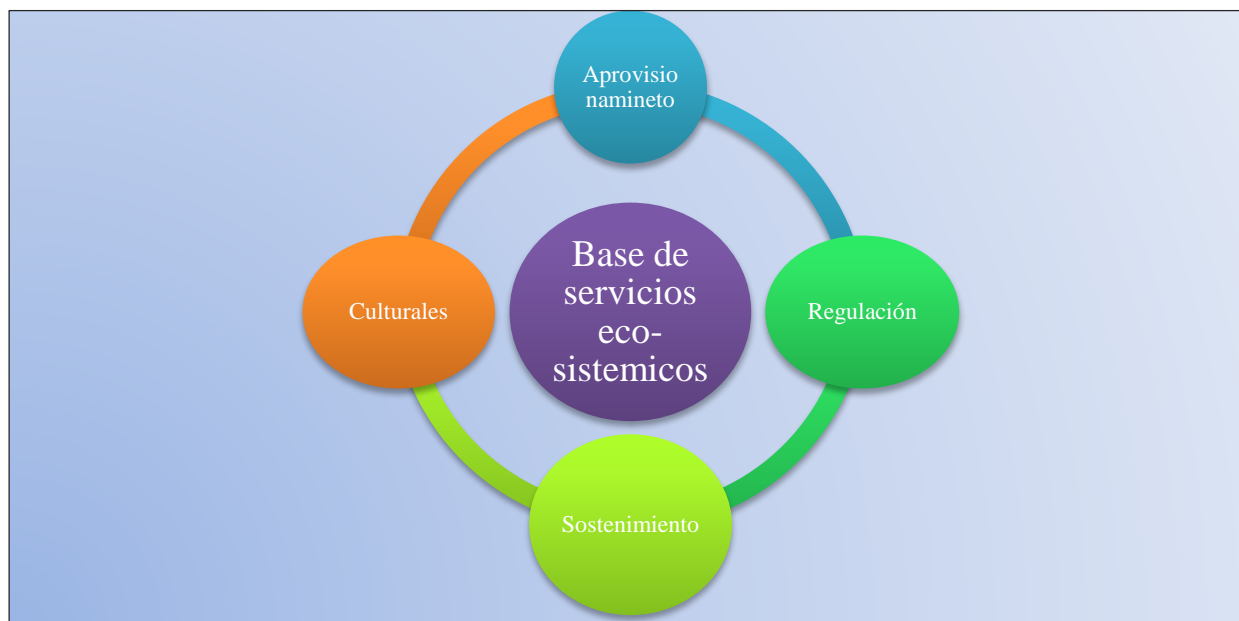 Aprovisio
namineto
Base de
servicios
eco-
sistemicos
Culturales
Regulación
Sostenimiento